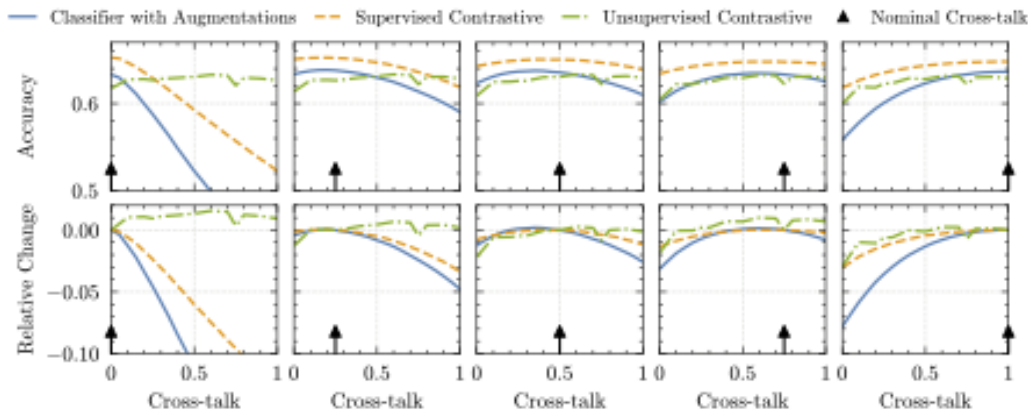 Classifier with Augmentations Supervised Contrastive Unsupervised Contrastive Nominal Cross-talk
Accuracy
0.6
0.5
Relative Change
0.00
−0.05
−0.10
0 0.5 1 0 0.5 1 0 0.5 1 0 0.5 1 0 0.5 1
Cross-talk Cross-talk Cross-talk Cross-talk Cross-talk